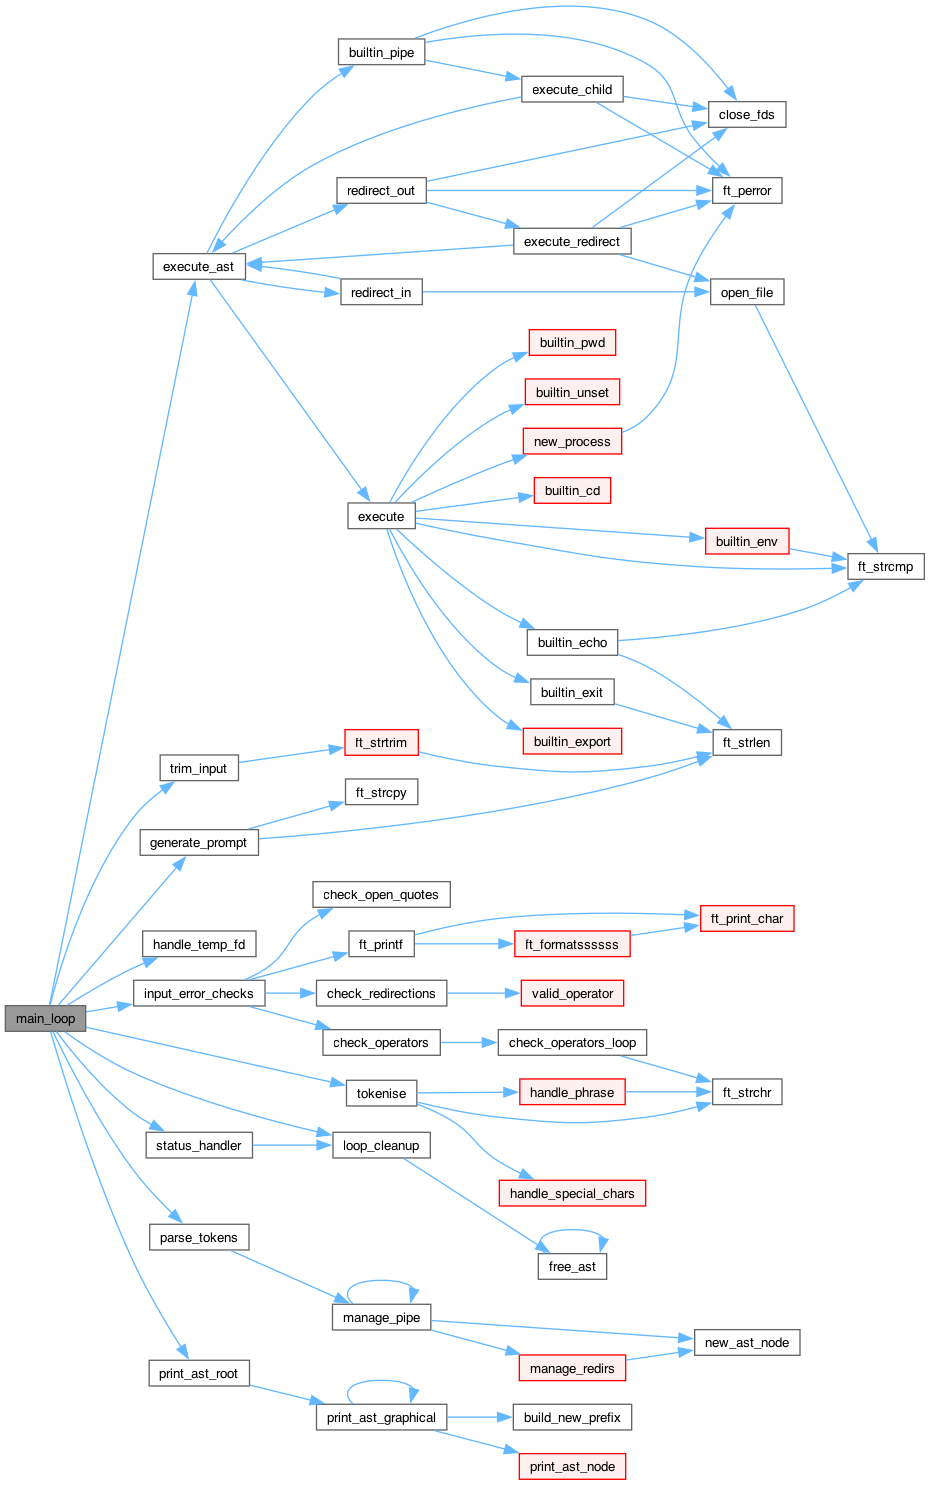 builtin_pipe
execute_child
close_fds
redirect_out
ft_perror
execute_redirect
execute_ast
redirect_in
open_file
builtin_pwd
builtin_unset
new_process
builtin_cd
execute
builtin_env
ft_strcmp
builtin_echo
builtin_exit
builtin_export
ft_strlen
ft_strtrim
trim_input
ft_strcpy
generate_prompt
check_open_quotes
ft_print_char
handle_temp_fd
ft_printf
ft_formatssssss
input_error_checks
check_redirections
valid_operator
main_loop
check_operators
check_operators_loop
tokenise
handle_phrase
ft_strchr
status_handler
loop_cleanup
handle_special_chars
parse_tokens
free_ast
manage_pipe
new_ast_node
manage_redirs
print_ast_root
print_ast_graphical
build_new_prefix
print_ast_node